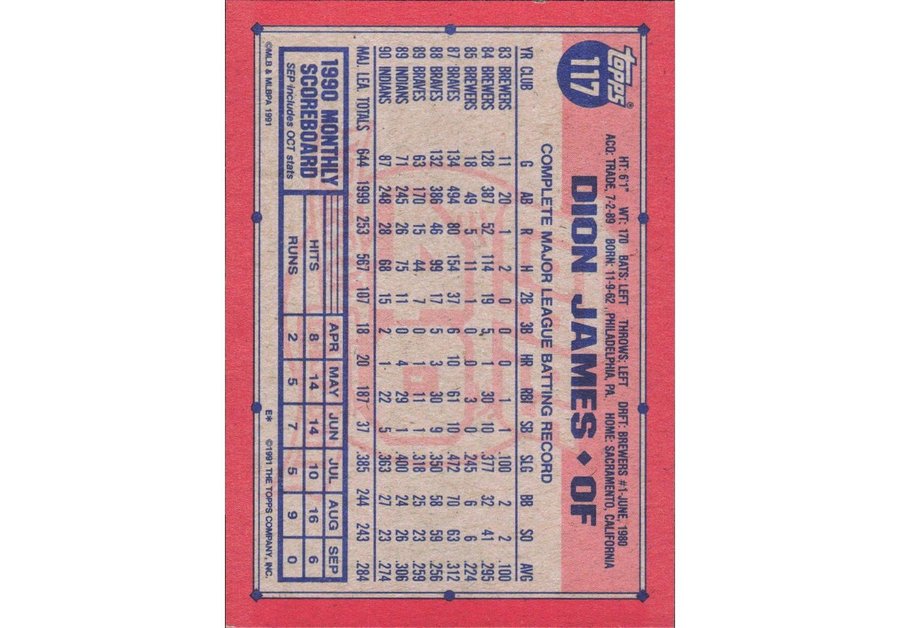 topps®
117
HT: 6'1" WT: 170 BATS: LEFT THROWS: LEFT DRFT: BREWERS #1-JUNE, 1980
ACQ: TRADE, 7-2-89 BORN: 11-9-62, PHILADELPHIA, PA. HOME: SACRAMENTO, CALIFORNIA
DION JAMES ♦ OF
COMPLETE MAJOR LEAGUE BATTING RECORD
YR CLUB G AB R H 2B 3B HR RBI SB SLG BB SO AVG
83 BREWERS 11 20 1 2 0 0 0 1 1 .100 2 2 .100
84 BREWERS 128 387 52 114 19 5 1 30 10 .377 32 41 .295
85 BREWERS 18 49 5 11 1 0 0 3 0 .245 6 6 .224
87 BRAVES 134 494 80 154 37 6 10 61 10 .472 70 63 .312
88 BRAVES 132 386 46 99 17 5 3 30 9 .350 58 59 .256
89 BRAVES 63 170 15 44 7 0 1 11 1 .318 25 23 .259
89 INDIANS 71 245 26 75 11 0 4 29 1 .400 24 26 .306
90 INDIANS 87 248 28 68 15 2 1 22 5 .363 27 23 .274
MAJ. LEA. TOTALS 644 1999 253 567 107 18 20 187 37 .385 244 243 .284
1990 MONTHLY
SCOREBOARD
SEP includes OCT stats
APR MAY JUN JUL AUG SEP
HITS 8 14 14 10 16 6
RUNS 2 5 7 5 9 0
©MLB & MLBPA 1991 E* ©1991 THE TOPPS COMPANY, INC.